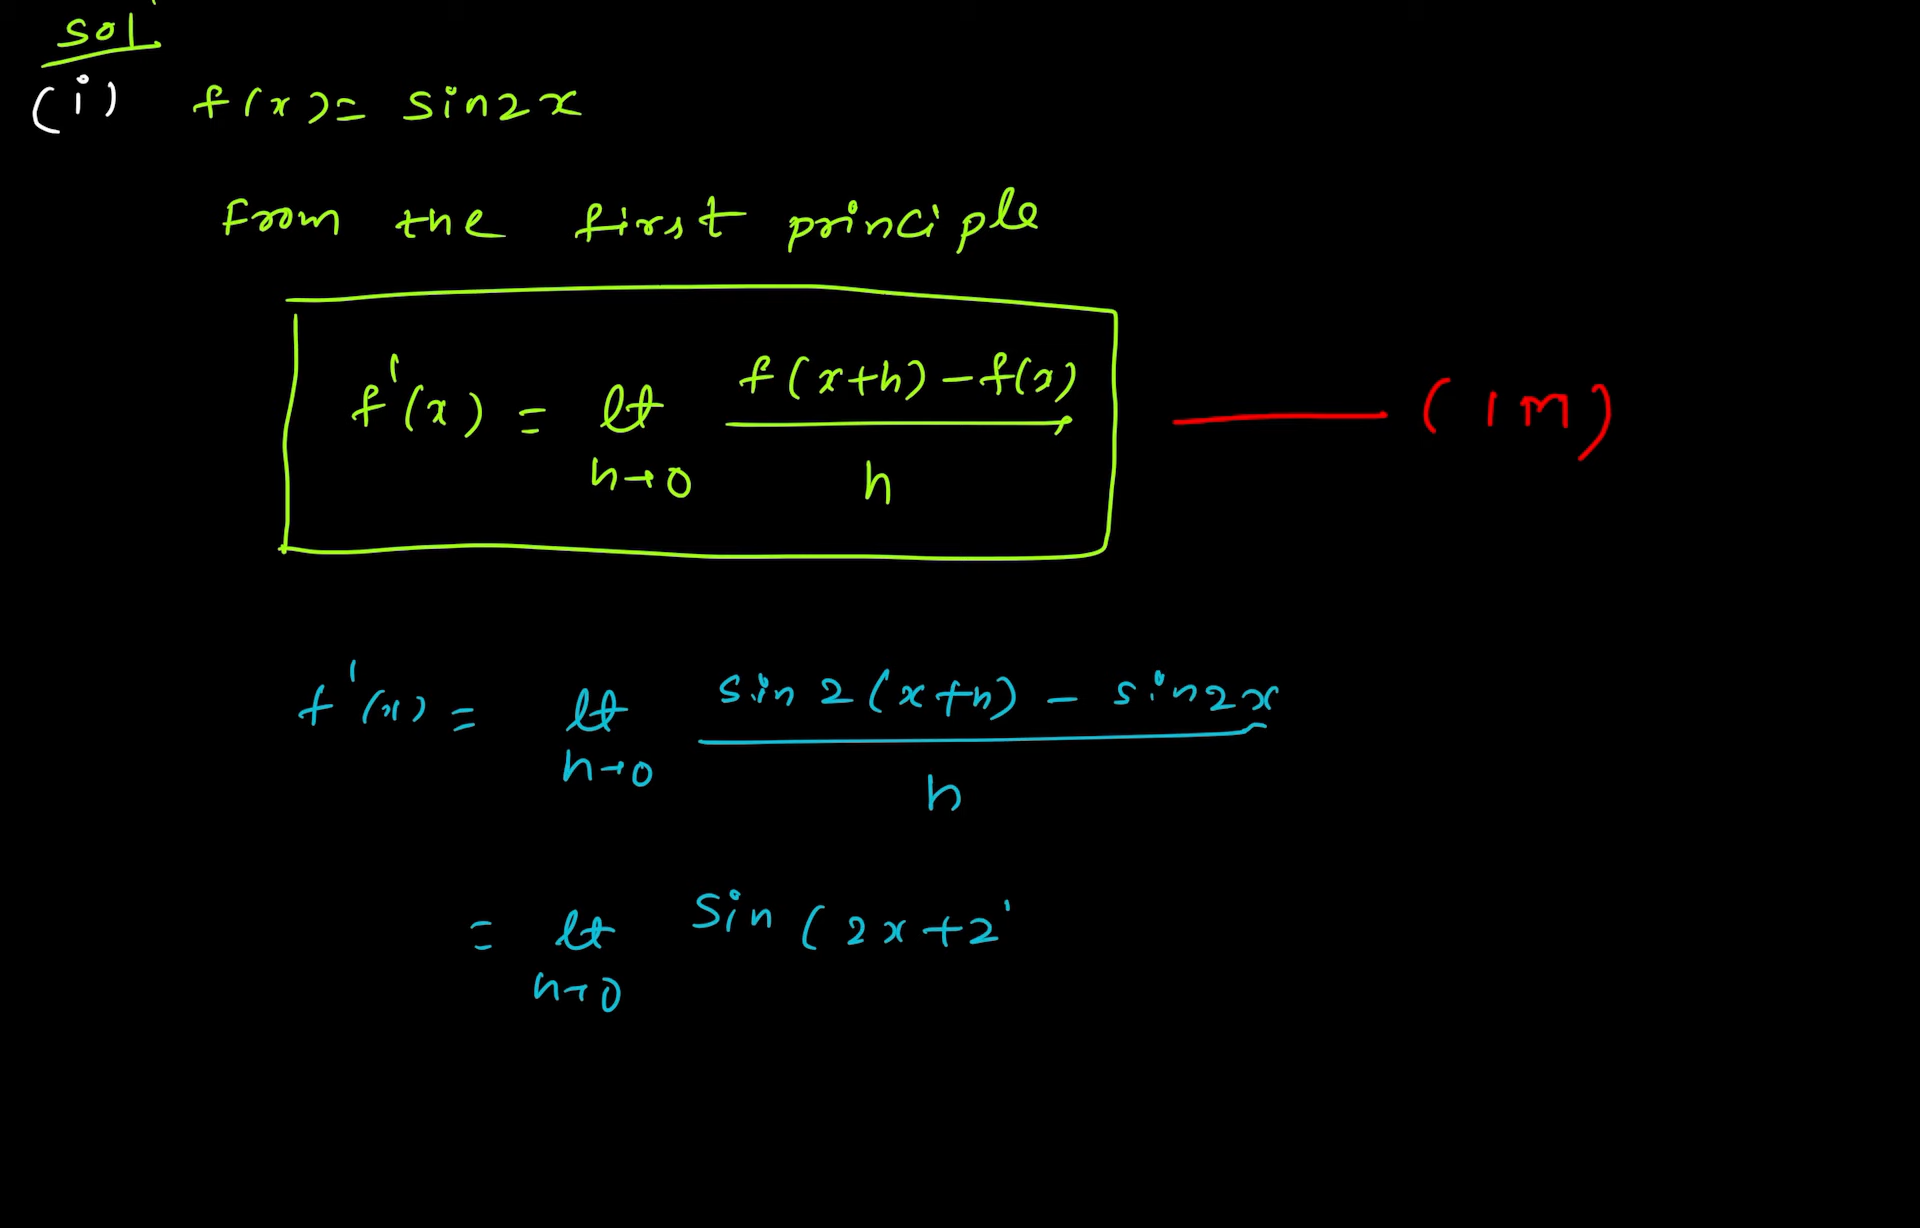 Sol
(i) f(x) = sin2x
From the first principle
f'(x) = lt f(x+h) - f(x) (1M)
h→0 h
f'(x) = lt sin 2(x+h) - sin2x
h→0 h
= lt Sin (2x+2
h→0